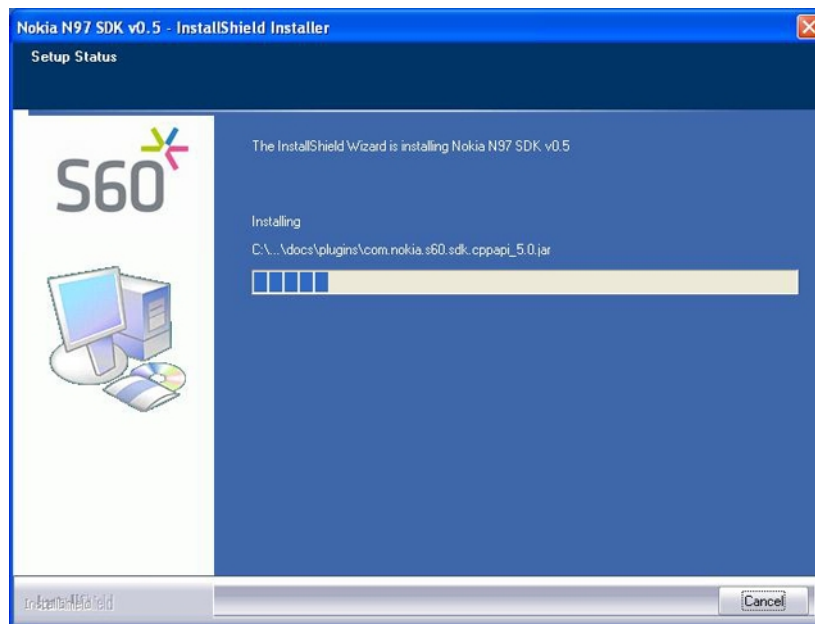 Nokia N97 SDK v0.5 - InstallShield Installer
Setup Status
S60
The InstallShield Wizard is installing Nokia N97 SDK v0.5
Installing
C:\...\docs\plugins\com.nokia.s60.sdk.cppapi_5.0.jar
Cancel